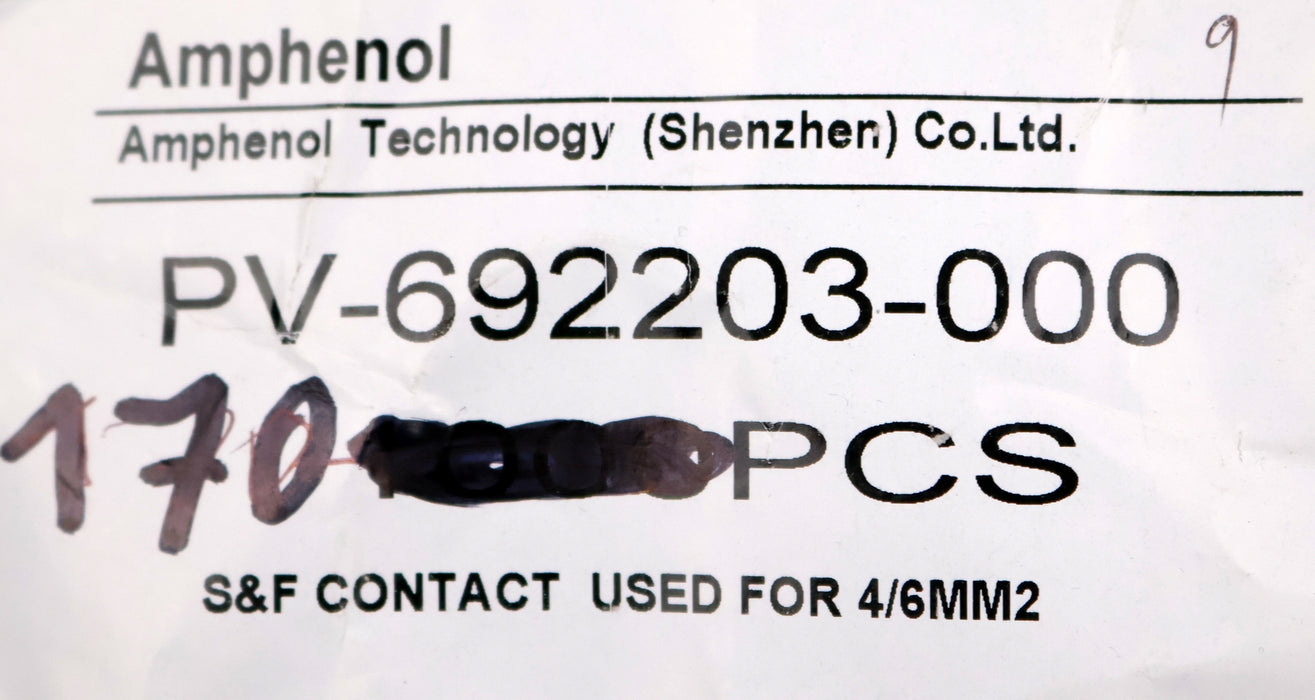 Amphenol
9
Amphenol Technology (Shenzhen) Co.Ltd.
PV-692203-000
170 PCS
S&F CONTACT USED FOR 4/6MM2